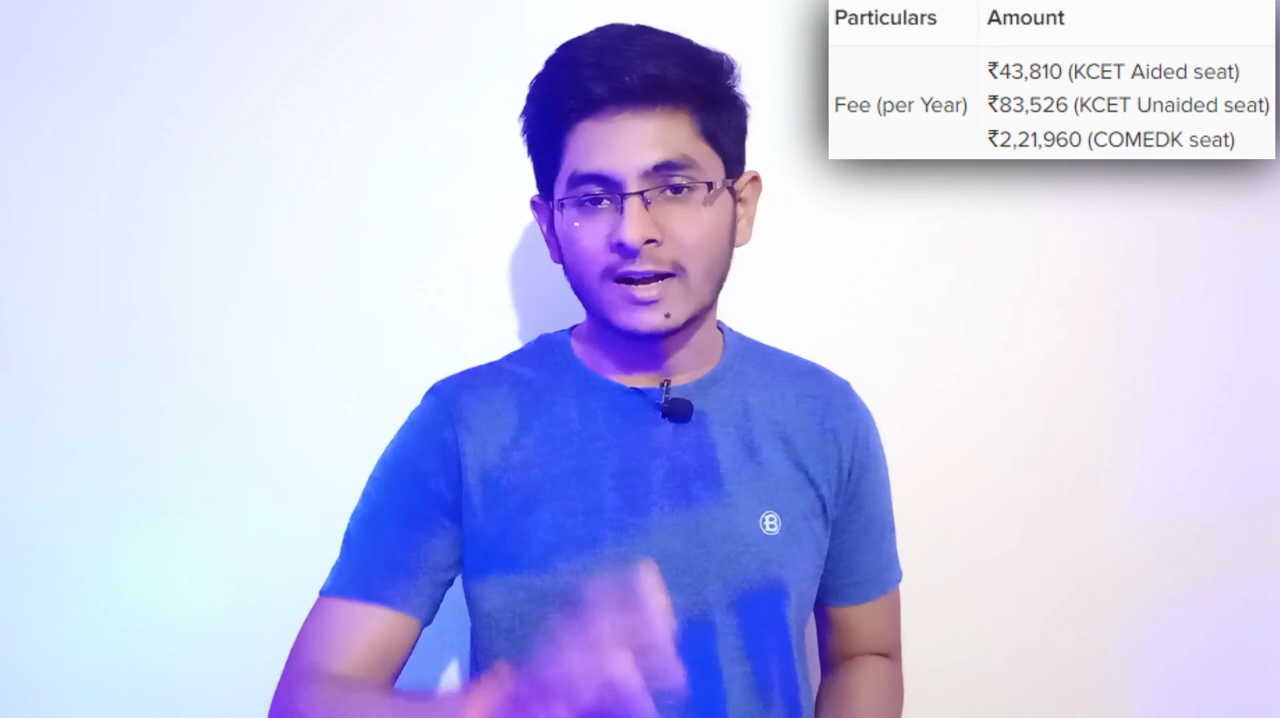 Particulars Amount
₹43,810 (KCET Aided seat)
Fee (per Year) ₹83,526 (KCET Unaided seat)
₹2,21,960 (COMEDK seat)
B